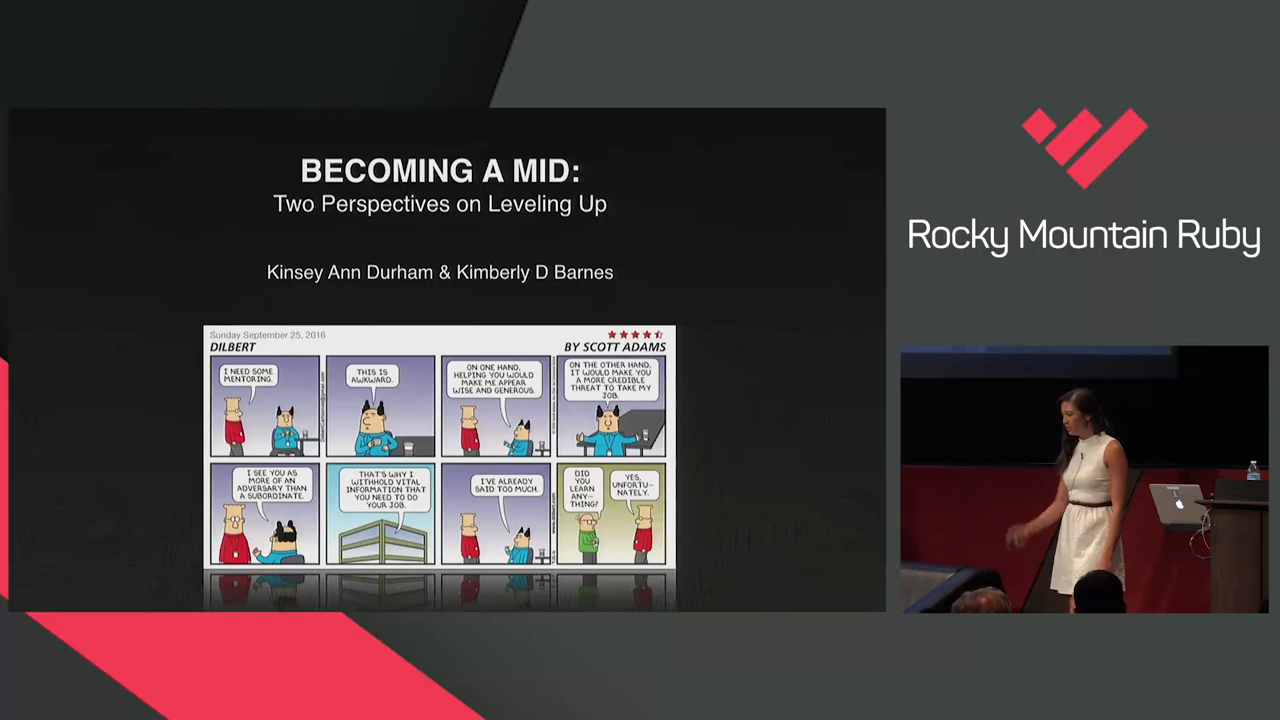 BECOMING A MID:
Two Perspectives on Leveling Up
Kinsey Ann Durham & Kimberly D Barnes
Sunday September 25, 2016
DILBERT
BY SCOTT ADAMS
I NEED SOME
MENTORING.
THIS IS
AWKWARD.
ON ONE HAND,
HELPING YOU WOULD
MAKE ME APPEAR
WISE AND GENEROUS.
ON THE OTHER HAND,
IT WOULD MAKE YOU
A MORE CREDIBLE
THREAT TO TAKE MY
JOB.
I SEE YOU AS
MORE OF AN
ADVERSARY THAN
A SUBORDINATE.
THAT'S WHY I
WITHHOLD VITAL
INFORMATION THAT
YOU NEED TO DO
YOUR JOB.
I'VE ALREADY
SAID TOO MUCH.
DID
YOU
LEARN
ANY-
THING?
YES,
UNFORTU-
NATELY.
Rocky Mountain Ruby